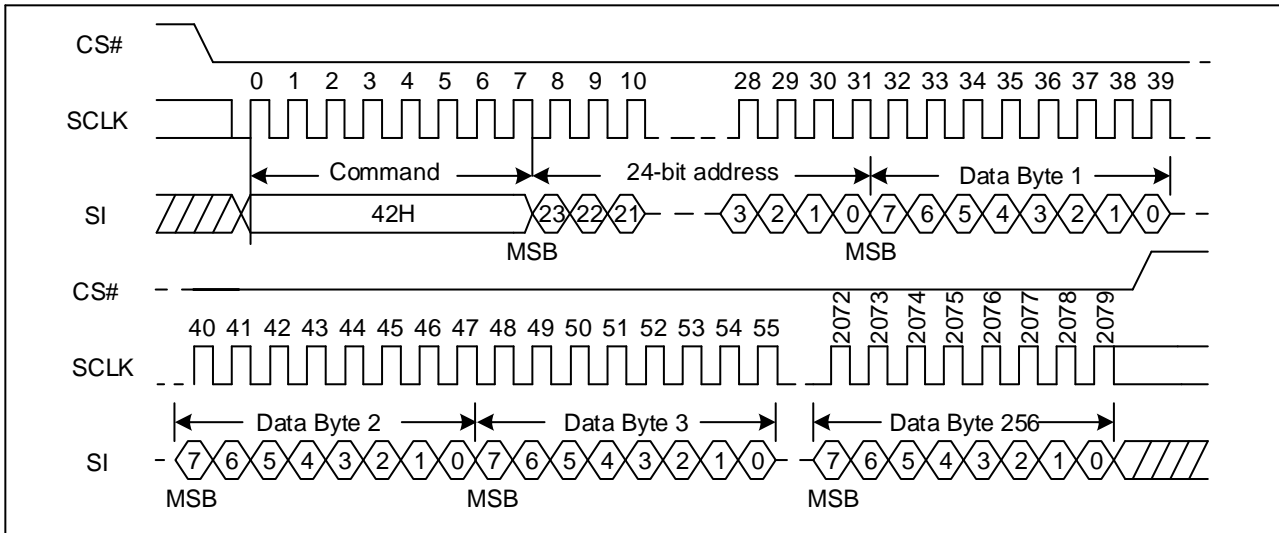 CS#
0 1 2 3 4 5 6 7 8 9 10 28 29 30 31 32 33 34 35 36 37 38 39
SCLK
Command 24-bit address Data Byte 1
SI 42H 23 22 21 3 2 1 0 7 6 5 4 3 2 1 0
MSB MSB
CS#
40 41 42 43 44 45 46 47 48 49 50 51 52 53 54 55 2072 2073 2074 2075 2076 2077 2078 2079
SCLK
Data Byte 2 Data Byte 3 Data Byte 256
SI 7 6 5 4 3 2 1 0 7 6 5 4 3 2 1 0 7 6 5 4 3 2 1 0
MSB MSB MSB